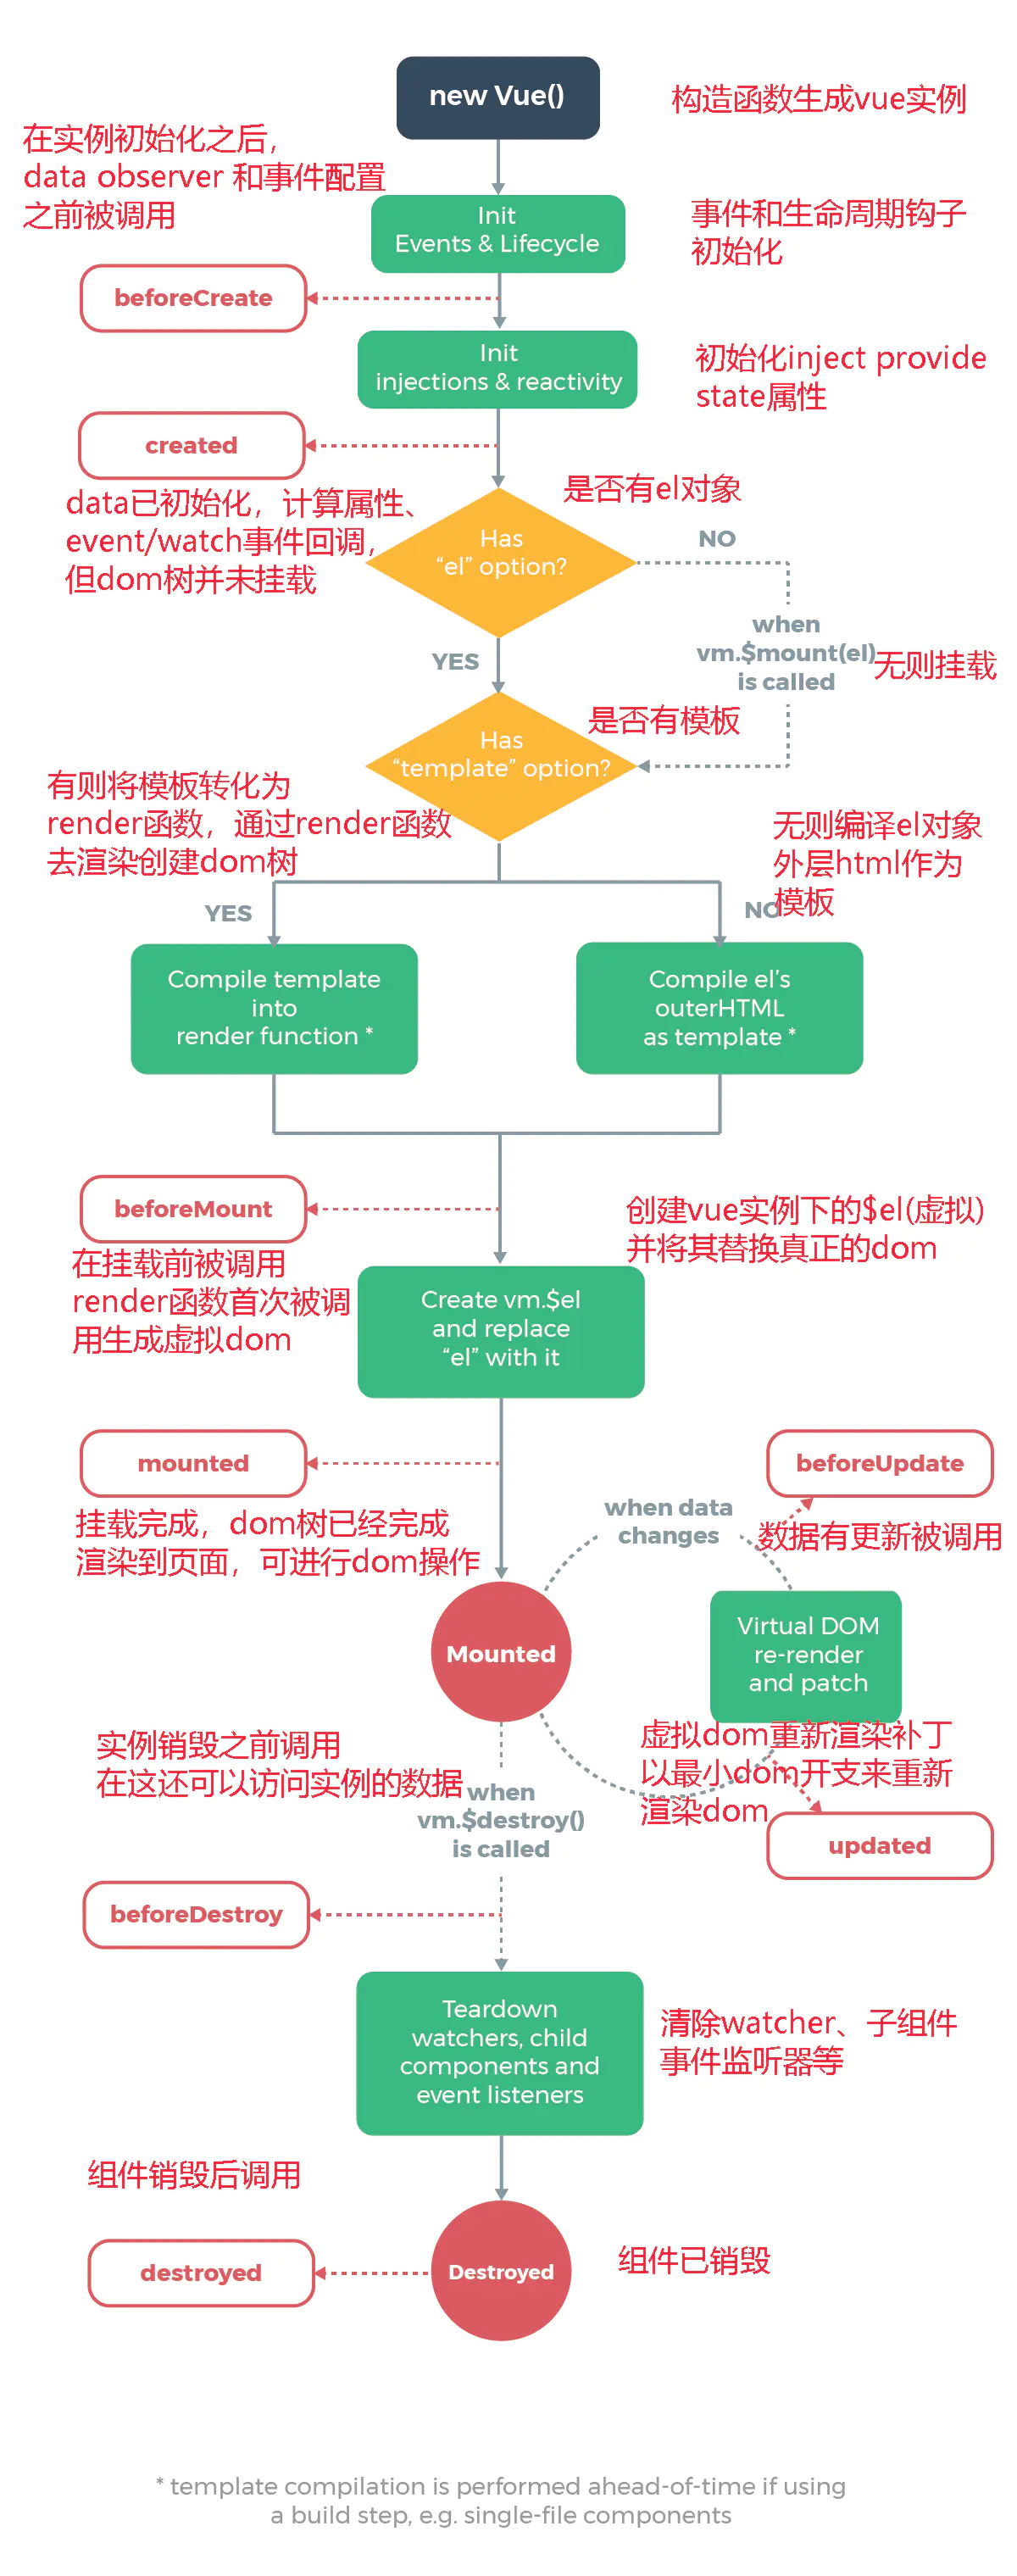 new Vue()
构造函数生成vue实例
在实例初始化之后，
data observer 和事件配置
之前被调用
Init
Events & Lifecycle
事件和生命周期钩子
初始化
beforeCreate
Init
injections & reactivity
初始化inject provide
state属性
created
data已初始化，计算属性、
event/watch事件回调，
但dom树并未挂载
是否有el对象
Has
“el” option?
NO
when
vm.$mount(el)
is called
无则挂载
YES
是否有模板
Has
“template” option?
有则将模板转化为
render函数，通过render函数
去渲染创建dom树
无则编译el对象
外层html作为
模板
YES
NO
Compile template
into
render function *
Compile el’s
outerHTML
as template *
beforeMount
在挂载前被调用
render函数首次被调
用生成虚拟dom
创建vue实例下的$el(虚拟)
并将其替换真正的dom
Create vm.$el
and replace
“el” with it
mounted
挂载完成，dom树已经完成
渲染到页面，可进行dom操作
beforeUpdate
when data
changes
数据有更新被调用
Mounted
Virtual DOM
re-render
and patch
虚拟dom重新渲染补丁
以最小dom开支来重新
渲染dom
updated
实例销毁之前调用
在这还可以访问实例的数据
when
vm.$destroy()
is called
beforeDestroy
Teardown
watchers, child
components and
event listeners
清除watcher、子组件
事件监听器等
组件销毁后调用
destroyed
Destroyed
组件已销毁
* template compilation is performed ahead-of-time if using
a build step, e.g. single-file components